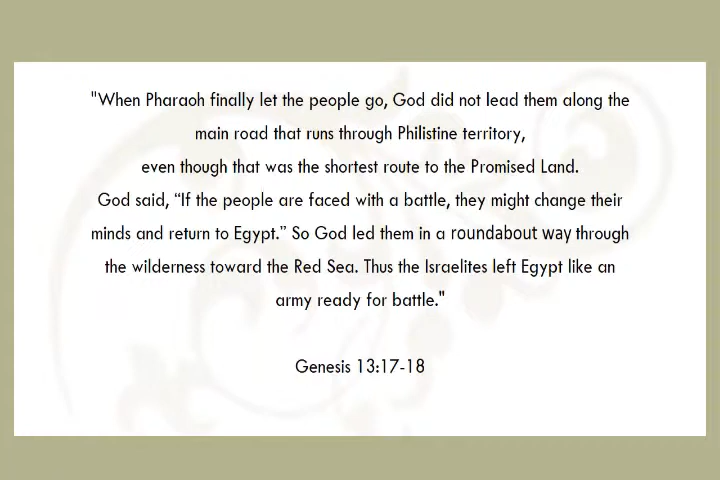 "When Pharaoh finally let the people go, God did not lead them along the
main road that runs through Philistine territory,
even though that was the shortest route to the Promised Land.
God said, “If the people are faced with a battle, they might change their
minds and return to Egypt.” So God led them in a roundabout way through
the wilderness toward the Red Sea. Thus the Israelites left Egypt like an
army ready for battle."
Genesis 13:17-18